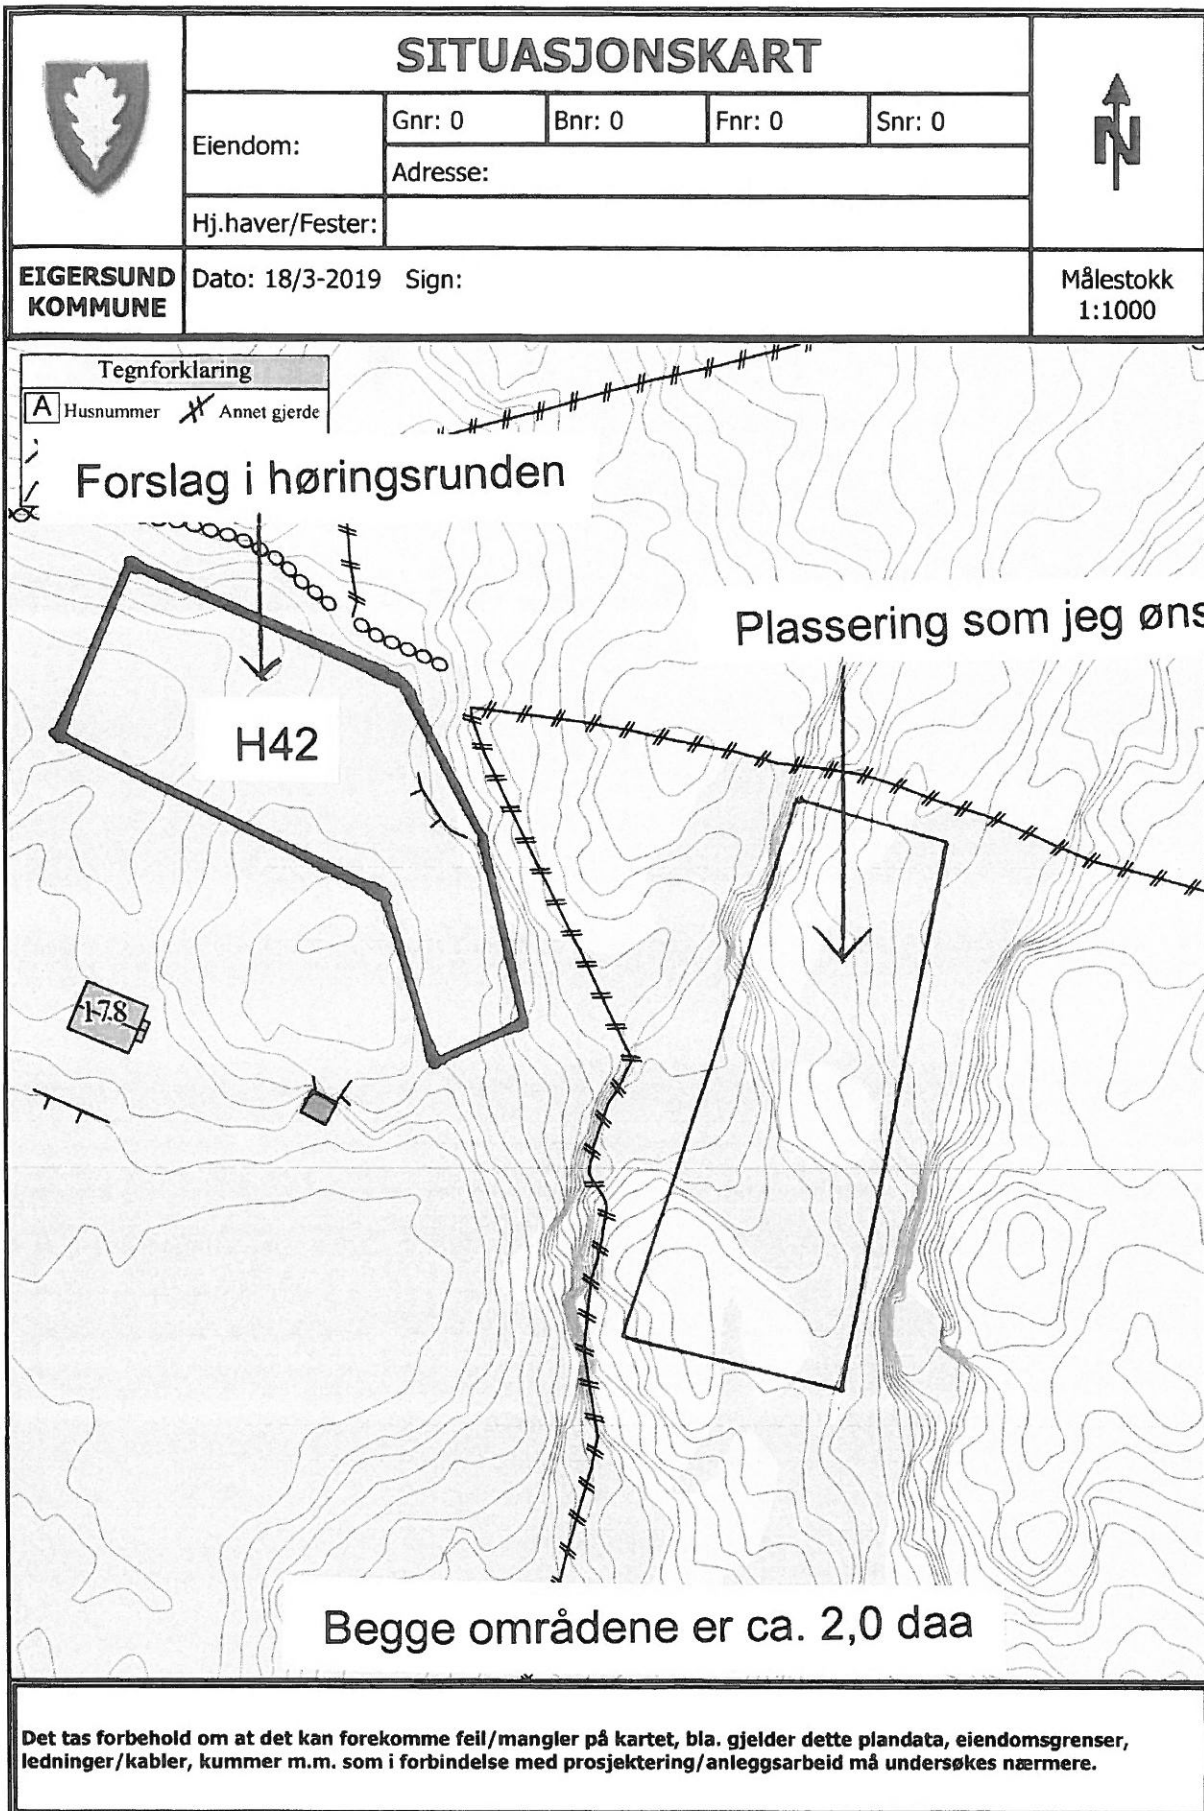 SITUASJONSKART
Eiendom:
Gnr: 0
Bnr: 0
Fnr: 0
Snr: 0
Adresse:
Hj.haver/Fester:
N
EIGERSUND
KOMMUNE
Dato: 18/3-2019 Sign:
Målestokk
1:1000
Tegnforklaring
A Husnummer Annet gjerde
Forslag i høringsrunden
Plassering som jeg øns
H42
178
Begge områdene er ca. 2,0 daa
Det tas forbehold om at det kan forekomme feil/mangler på kartet, bla. gjelder dette plandata, eiendomsgrenser,
ledninger/kabler, kummer m.m. som i forbindelse med prosjektering/anleggsarbeid må undersøkes nærmere.